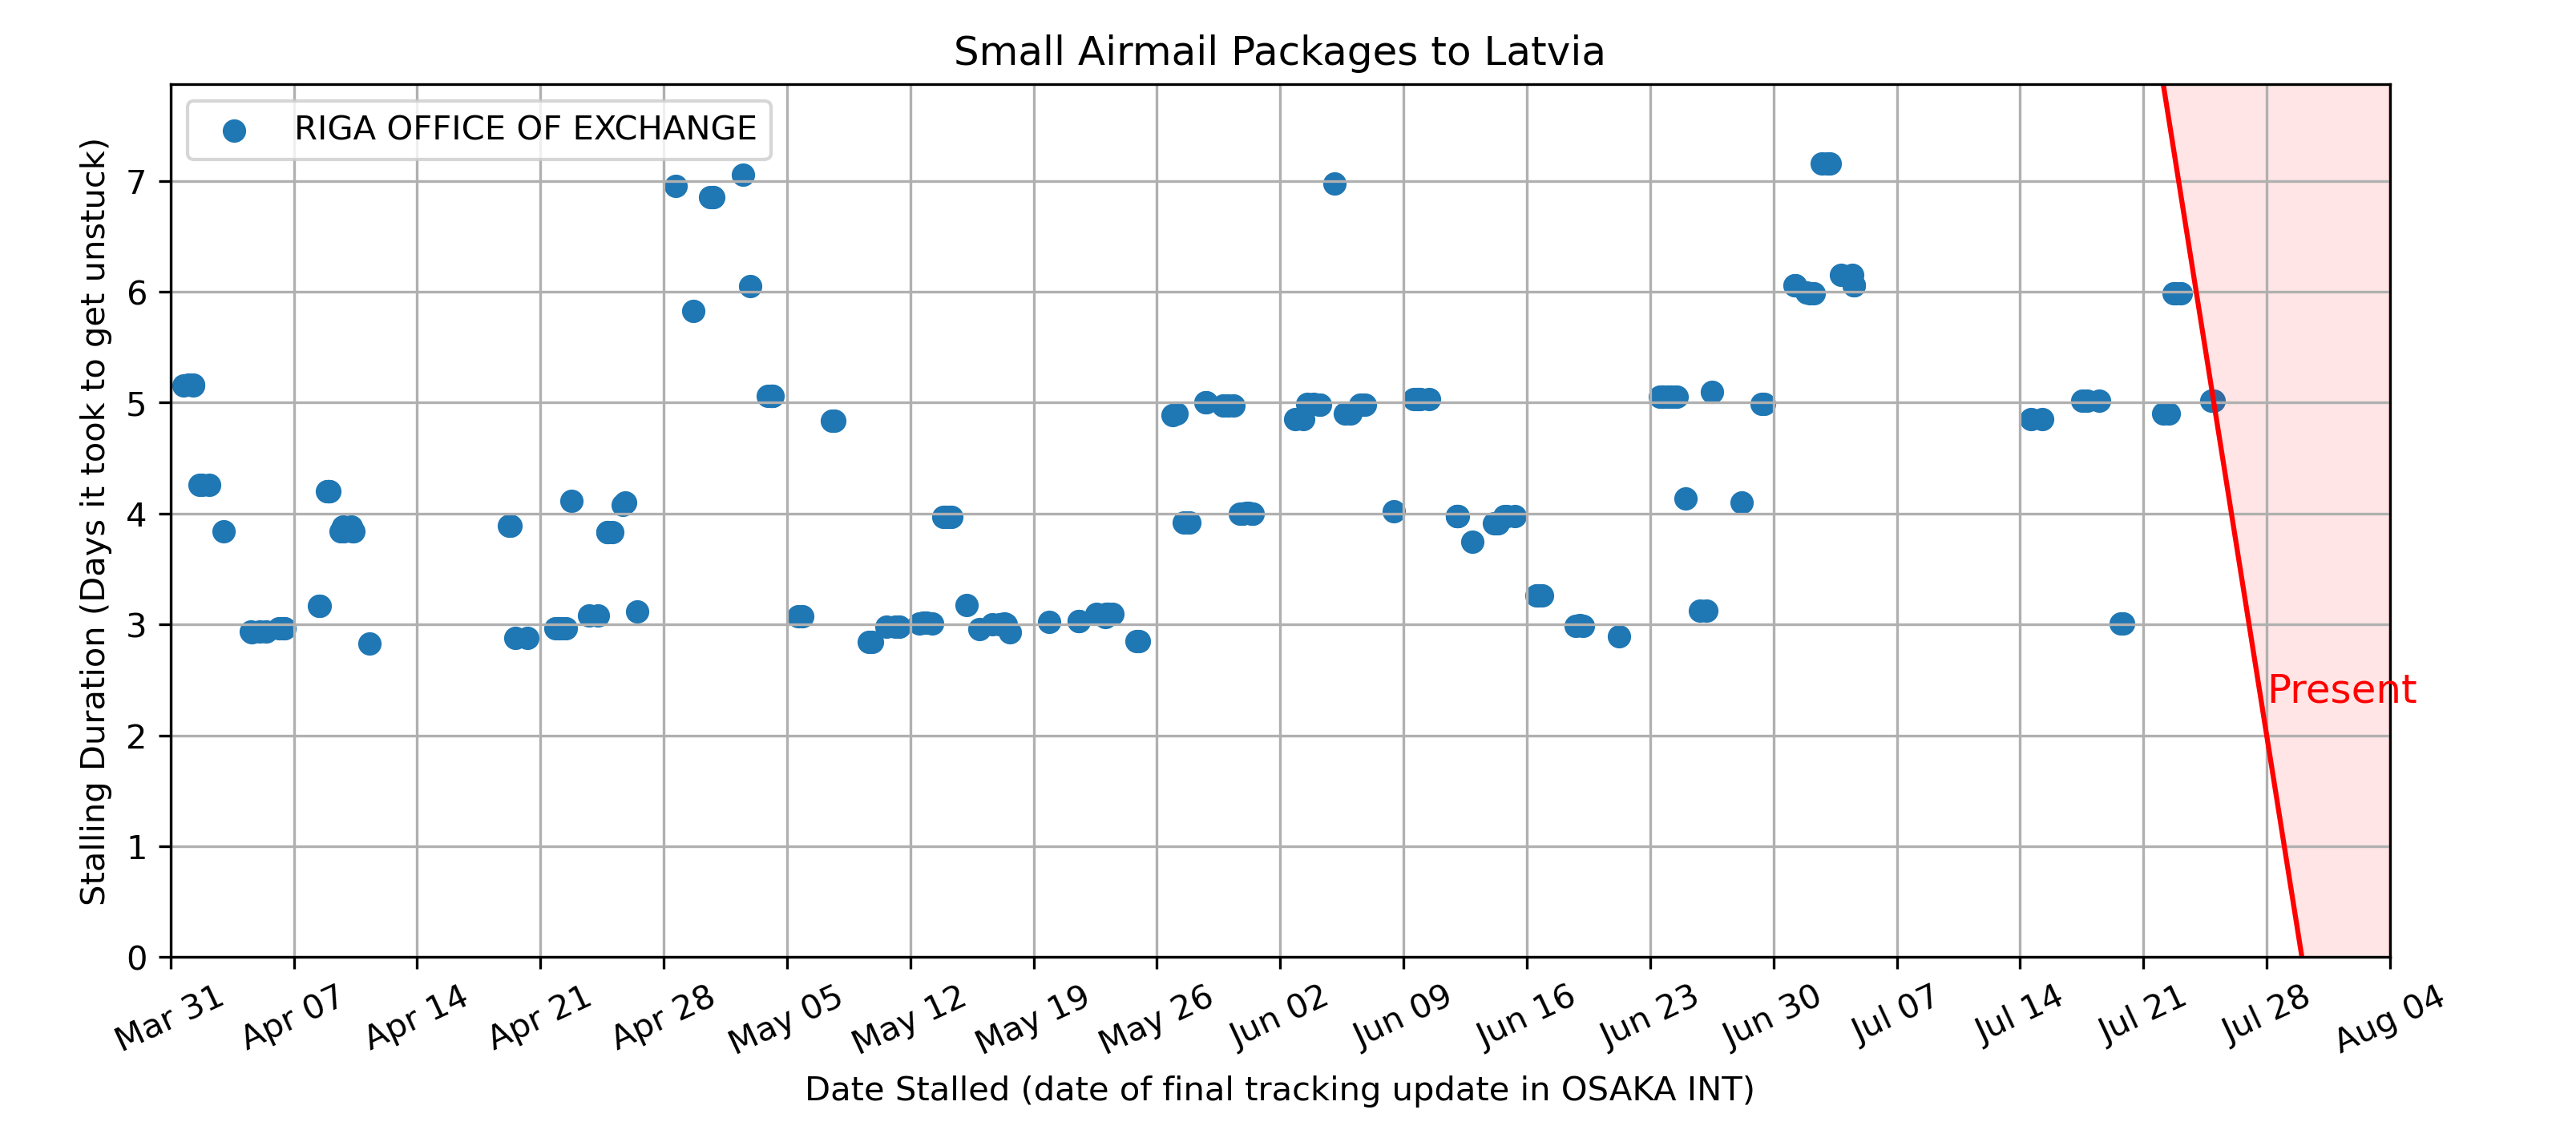 Small Airmail Packages to Latvia
RIGA OFFICE OF EXCHANGE
Stalling Duration (Days it took to get unstuck)
7
6
5
4
3
2
1
0
Present
Mar 31
Apr 07
Apr 14
Apr 21
Apr 28
May 05
May 12
May 19
May 26
Jun 02
Jun 09
Jun 16
Jun 23
Jun 30
Jul 07
Jul 14
Jul 21
Jul 28
Aug 04
Date Stalled (date of final tracking update in OSAKA INT)